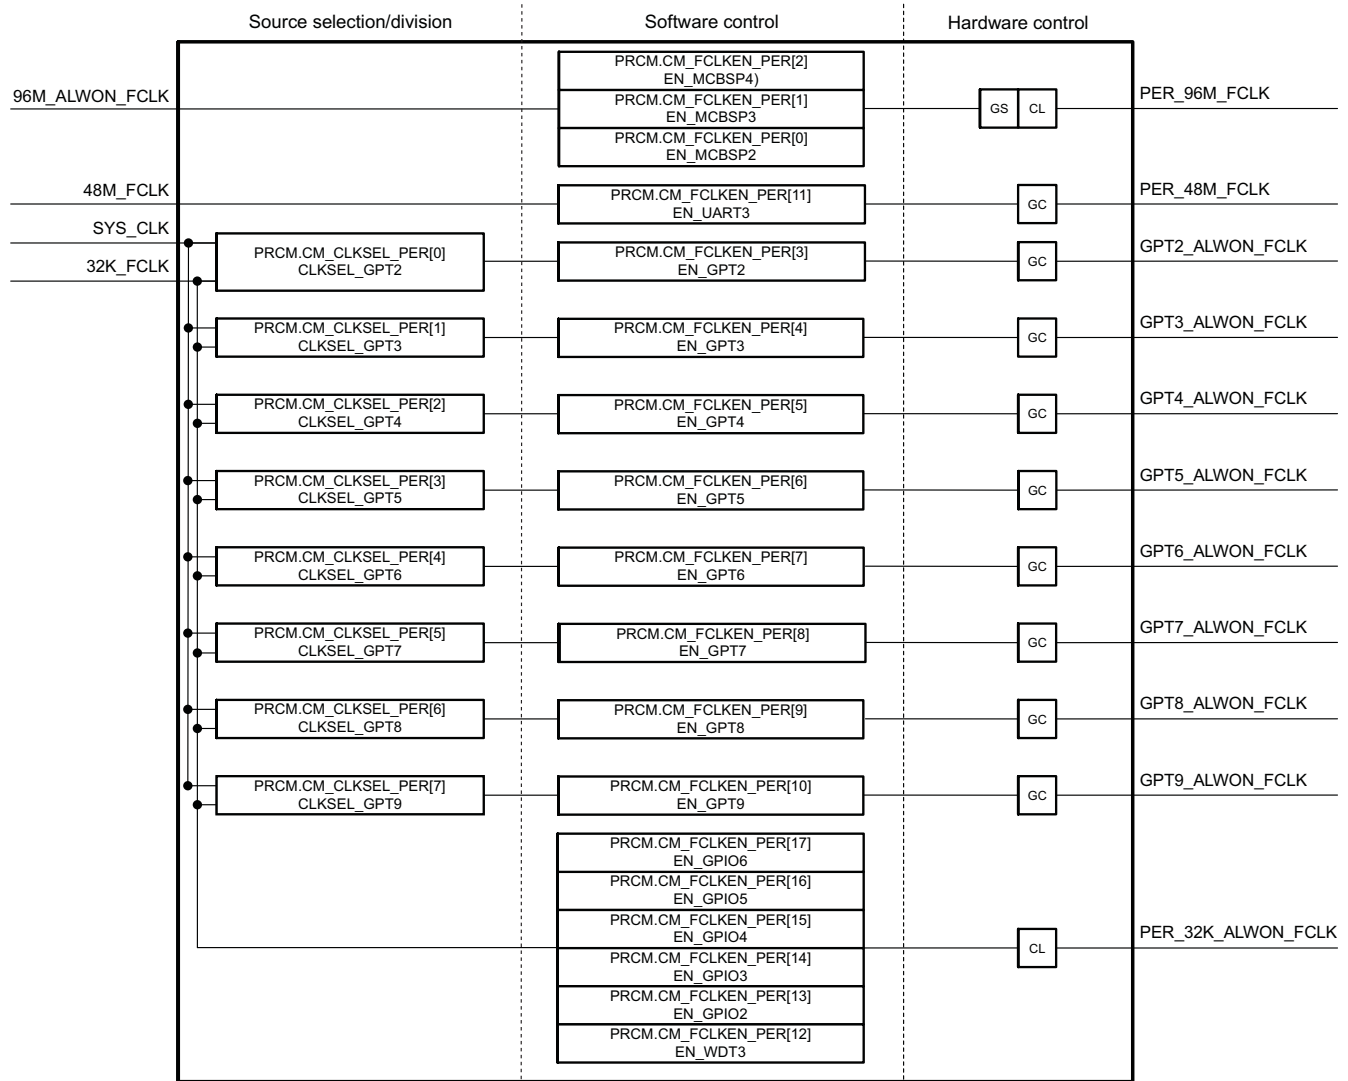 Source selection/division
Software control
Hardware control
PRCM.CM_FCLKEN_PER[2]
EN_MCBSP4)
96M_ALWON_FCLK
PRCM.CM_FCLKEN_PER[1]
EN_MCBSP3
GS
CL
PER_96M_FCLK
PRCM.CM_FCLKEN_PER[0]
EN_MCBSP2
48M_FCLK
PRCM.CM_FCLKEN_PER[11]
EN_UART3
GC
PER_48M_FCLK
SYS_CLK
32K_FCLK
PRCM.CM_CLKSEL_PER[0]
CLKSEL_GPT2
PRCM.CM_FCLKEN_PER[3]
EN_GPT2
GC
GPT2_ALWON_FCLK
PRCM.CM_CLKSEL_PER[1]
CLKSEL_GPT3
PRCM.CM_FCLKEN_PER[4]
EN_GPT3
GC
GPT3_ALWON_FCLK
PRCM.CM_CLKSEL_PER[2]
CLKSEL_GPT4
PRCM.CM_FCLKEN_PER[5]
EN_GPT4
GC
GPT4_ALWON_FCLK
PRCM.CM_CLKSEL_PER[3]
CLKSEL_GPT5
PRCM.CM_FCLKEN_PER[6]
EN_GPT5
GC
GPT5_ALWON_FCLK
PRCM.CM_CLKSEL_PER[4]
CLKSEL_GPT6
PRCM.CM_FCLKEN_PER[7]
EN_GPT6
GC
GPT6_ALWON_FCLK
PRCM.CM_CLKSEL_PER[5]
CLKSEL_GPT7
PRCM.CM_FCLKEN_PER[8]
EN_GPT7
GC
GPT7_ALWON_FCLK
PRCM.CM_CLKSEL_PER[6]
CLKSEL_GPT8
PRCM.CM_FCLKEN_PER[9]
EN_GPT8
GC
GPT8_ALWON_FCLK
PRCM.CM_CLKSEL_PER[7]
CLKSEL_GPT9
PRCM.CM_FCLKEN_PER[10]
EN_GPT9
GC
GPT9_ALWON_FCLK
PRCM.CM_FCLKEN_PER[17]
EN_GPIO6
PRCM.CM_FCLKEN_PER[16]
EN_GPIO5
PRCM.CM_FCLKEN_PER[15]
EN_GPIO4
CL
PER_32K_ALWON_FCLK
PRCM.CM_FCLKEN_PER[14]
EN_GPIO3
PRCM.CM_FCLKEN_PER[13]
EN_GPIO2
PRCM.CM_FCLKEN_PER[12]
EN_WDT3